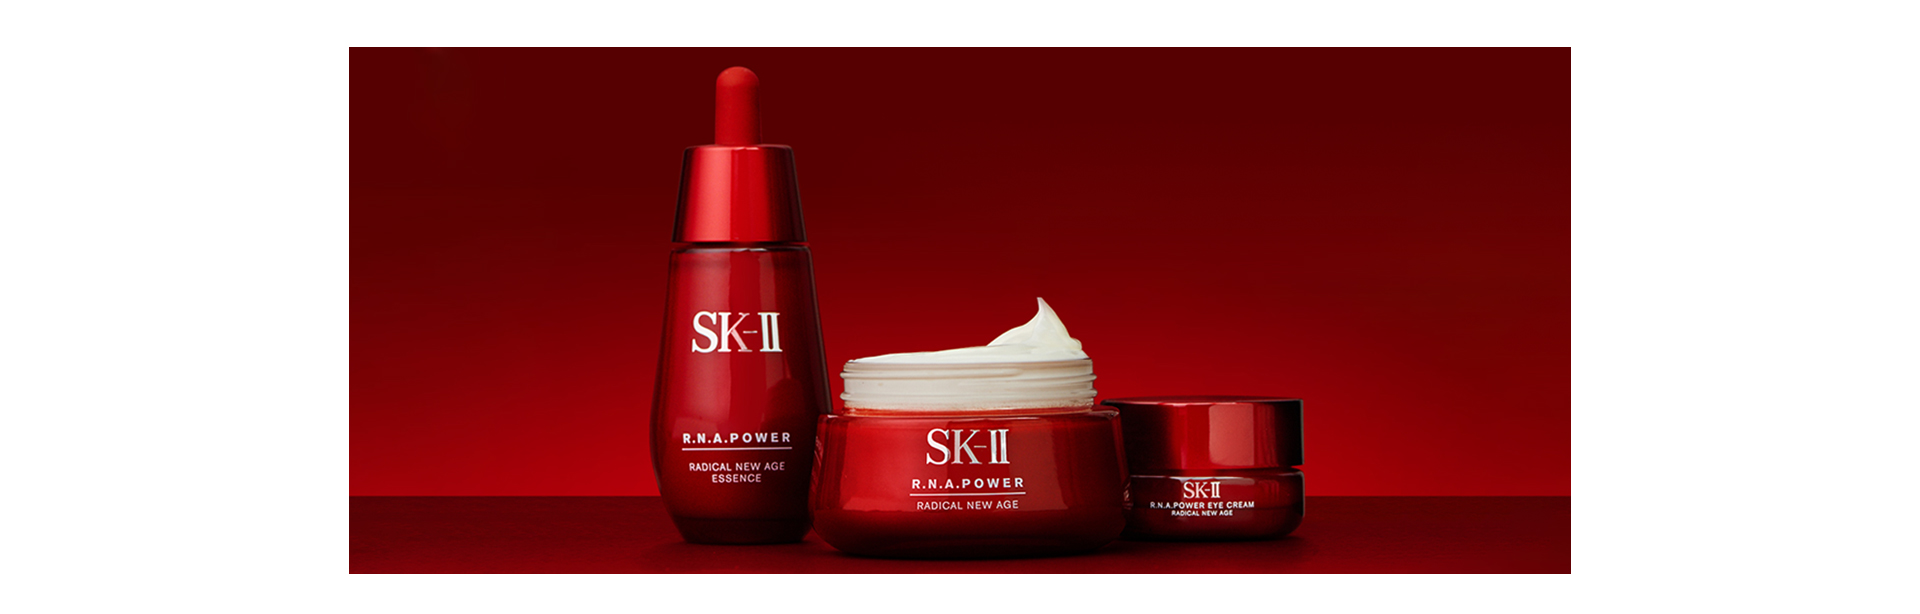 SK-II
R.N.A.POWER
RADICAL NEW AGE
ESSENCE
SK-II
R.N.A.POWER
RADICAL NEW AGE
SK-II
R.N.A.POWER EYE CREAM
RADICAL NEW AGE